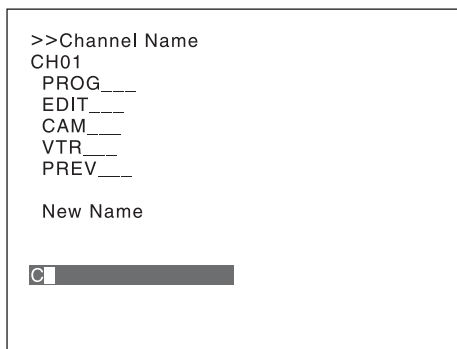 >>Channel Name
CH01
PROG___
EDIT___
CAM___
VTR___
PREV___
New Name
C